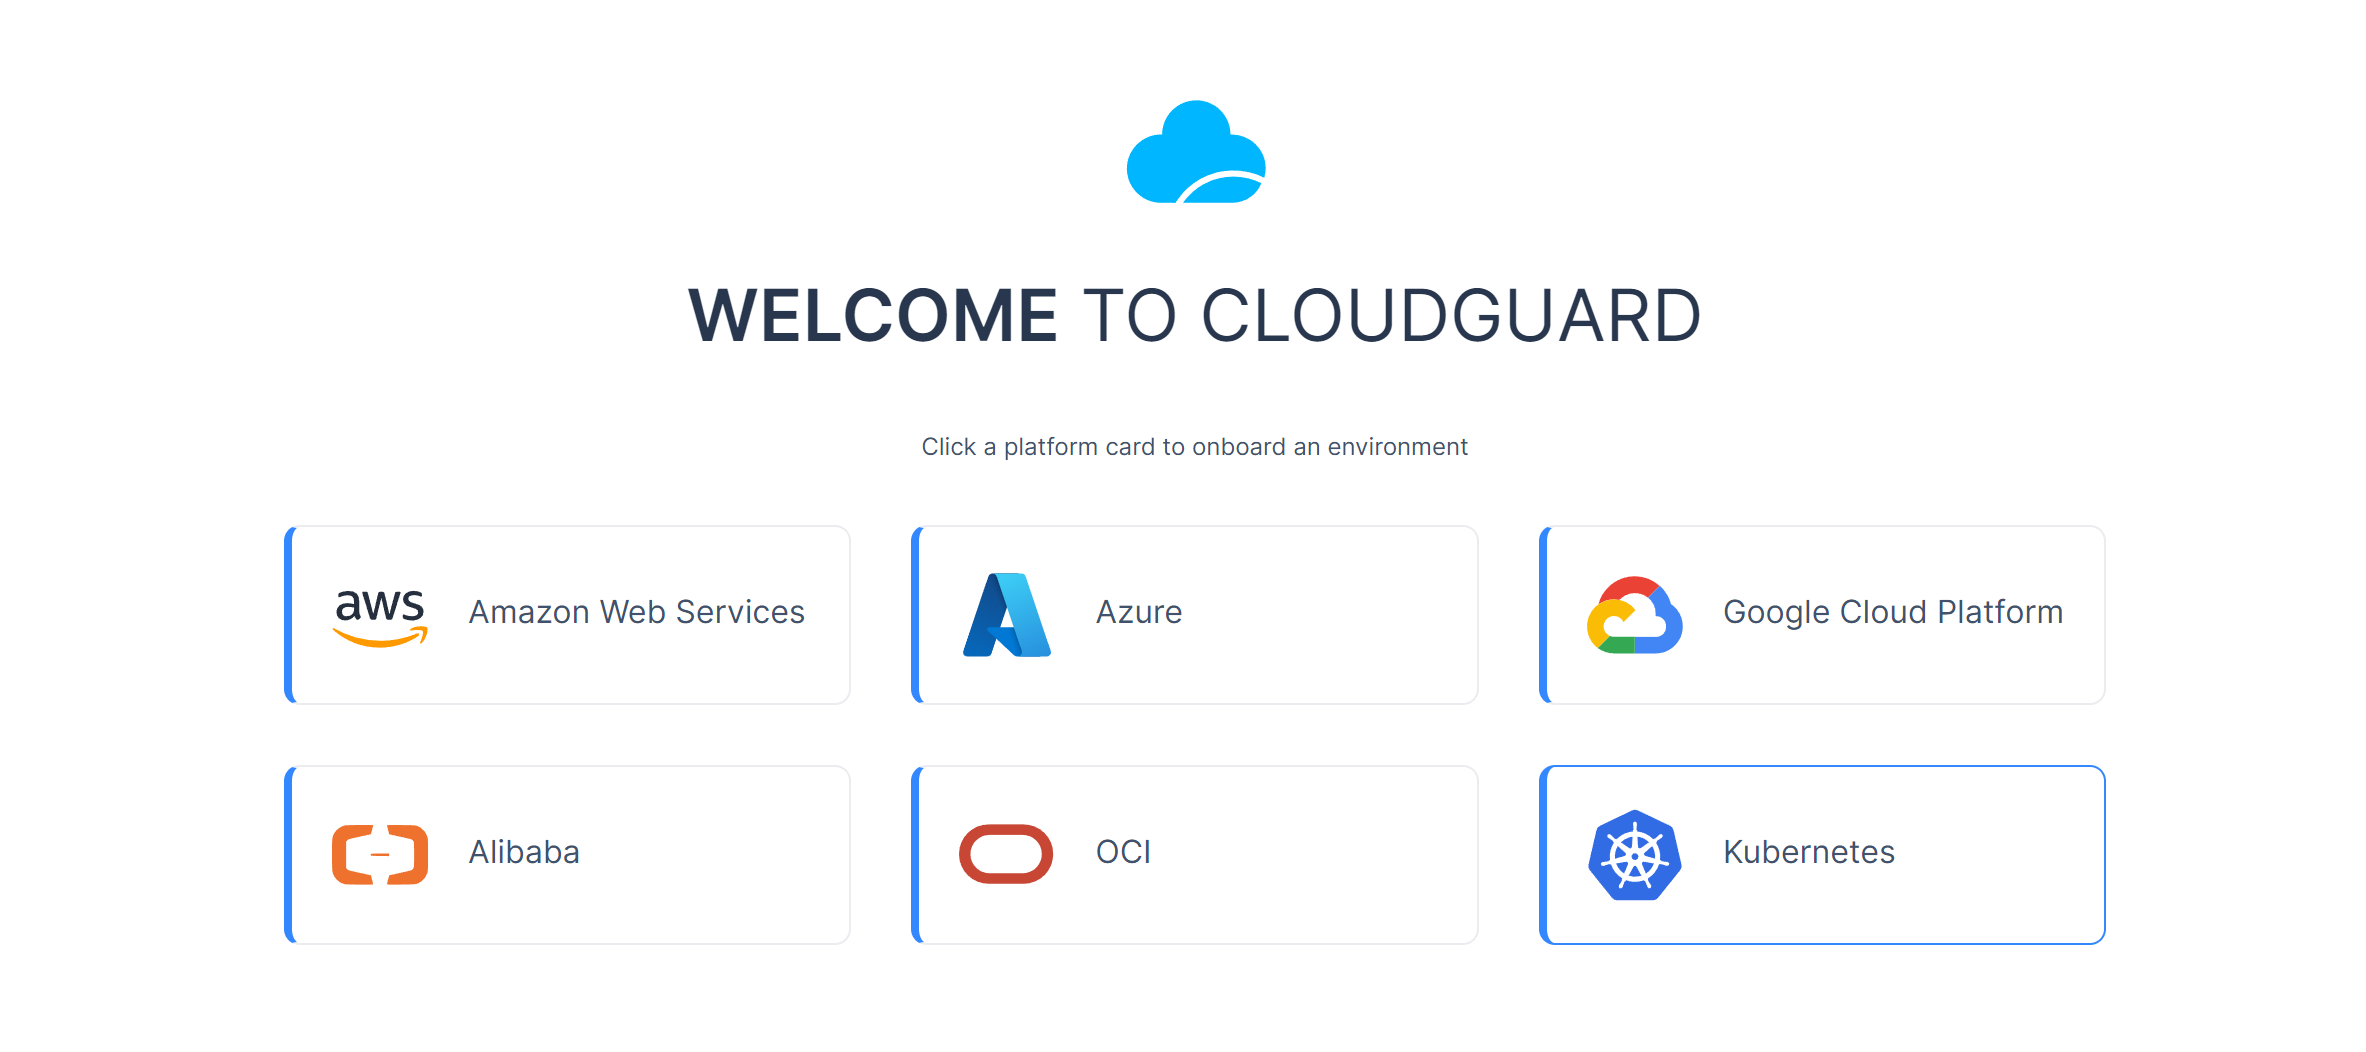 WELCOME TO CLOUDGUARD
Click a platform card to onboard an environment
aws
Amazon Web Services
Azure
Google Cloud Platform
Alibaba
OCI
Kubernetes